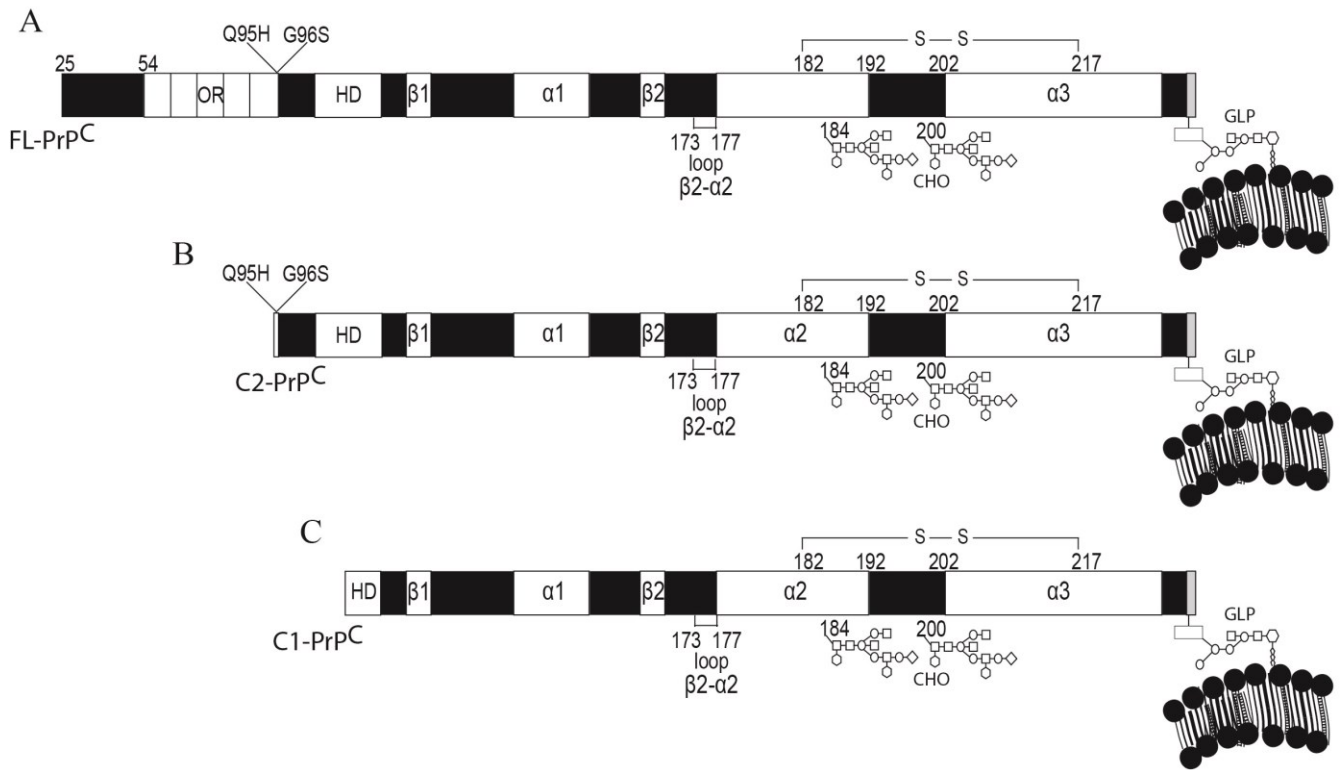 A
Q95H G96S
S S
25 54 182 192 202 217
OR HD β1 α1 β2 α3
FL-PrPC
173 177
loop
β2-α2
184 200
CHO
GLP
B
Q95H G96S
S S
182 192 202 217
HD β1 α1 β2 α2 α3
C2-PrPC
173 177
loop
β2-α2
184 200
CHO
GLP
C
S S
182 192 202 217
HD β1 α1 β2 α2 α3
C1-PrPC
173 177
loop
β2-α2
184 200
CHO
GLP